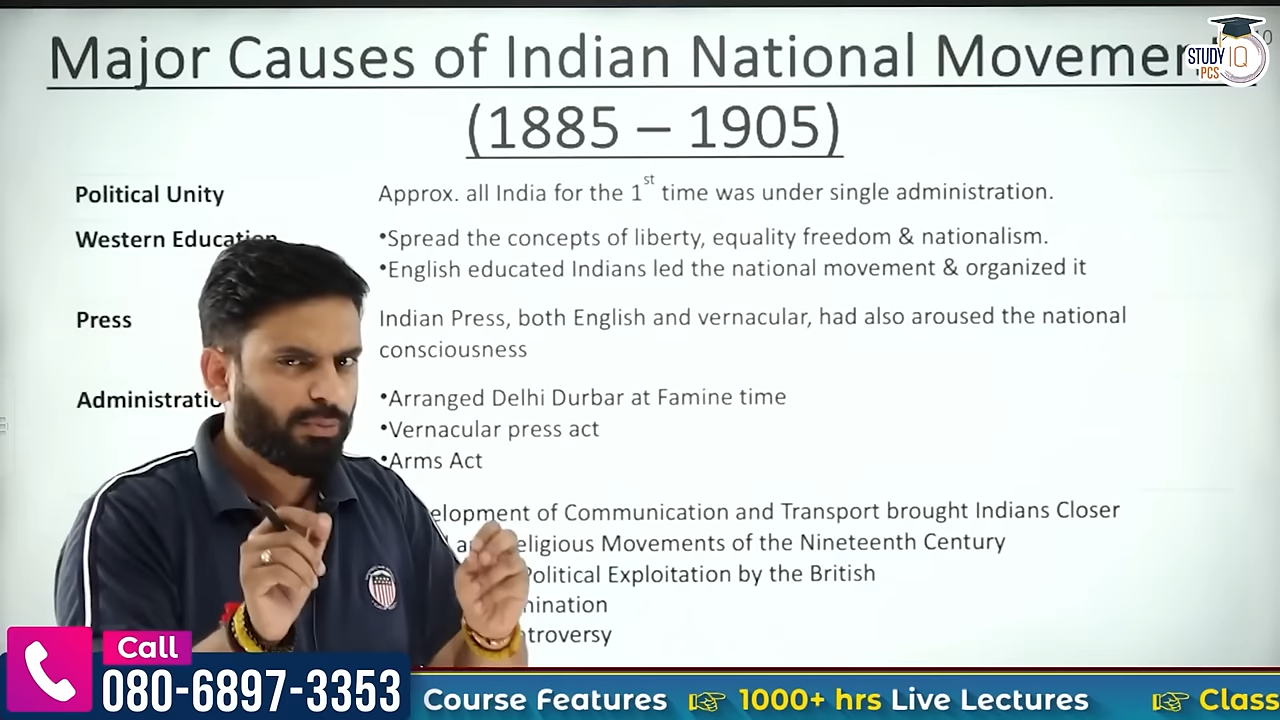 Major Causes of Indian National Movement
(1885 – 1905)
STUDY IQ
PCS
Political Unity
Approx. all India for the 1st time was under single administration.
Western Education
•Spread the concepts of liberty, equality freedom & nationalism.
•English educated Indians led the national movement & organized it
Press
Indian Press, both English and vernacular, had also aroused the national
consciousness
Administratio
•Arranged Delhi Durbar at Famine time
•Vernacular press act
•Arms Act
elopment of Communication and Transport brought Indians Closer
eligious Movements of the Nineteenth Century
Political Exploitation by the British
mination
troversy
Call
080-6897-3353
Course Features
1000+ hrs Live Lectures
Class